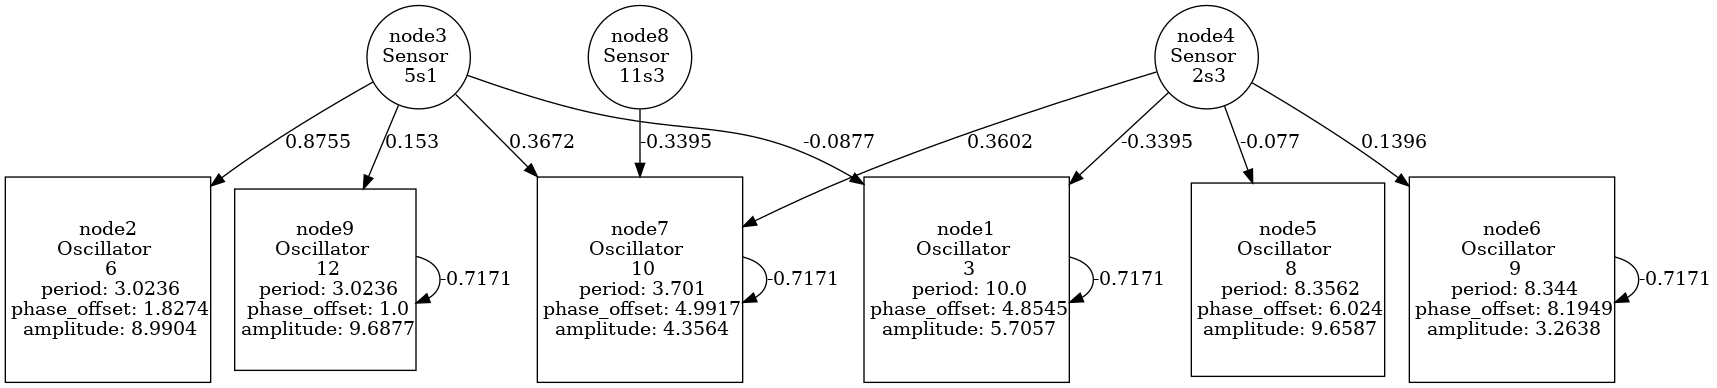 node3
Sensor
5s1
node8
Sensor
11s3
node4
Sensor
2s3
0.8755
0.153
0.3672
-0.3395
-0.0877
0.3602
-0.3395
-0.077
0.1396
node2
Oscillator
6
period: 3.0236
phase_offset: 1.8274
amplitude: 8.9904
node9
Oscillator
12
period: 3.0236
phase_offset: 1.0
amplitude: 9.6877
-0.7171
node7
Oscillator
10
period: 3.701
phase_offset: 4.9917
amplitude: 4.3564
-0.7171
node1
Oscillator
3
period: 10.0
phase_offset: 4.8545
amplitude: 5.7057
-0.7171
node5
Oscillator
8
period: 8.3562
phase_offset: 6.024
amplitude: 9.6587
node6
Oscillator
9
period: 8.344
phase_offset: 8.1949
amplitude: 3.2638
-0.7171